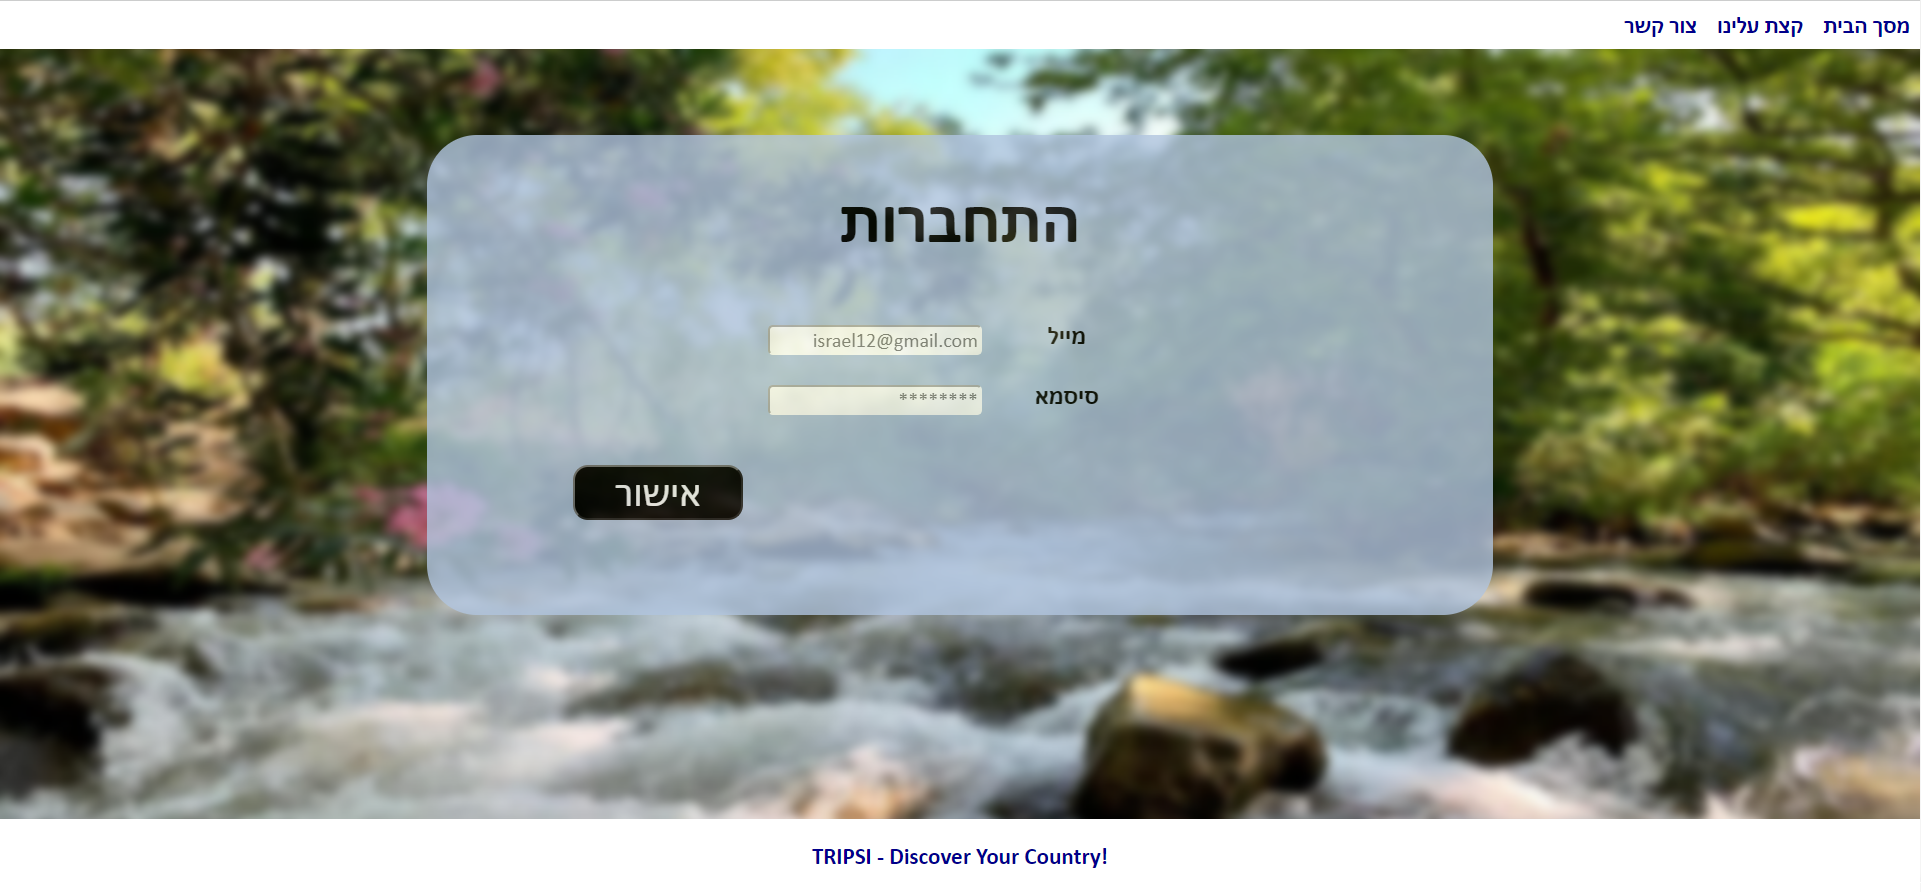 מסך הבית קצת עלינו צור קשר
התחברות
מייל israel12@gmail.com
סיסמא ********
אישור
TRIPSI - Discover Your Country!